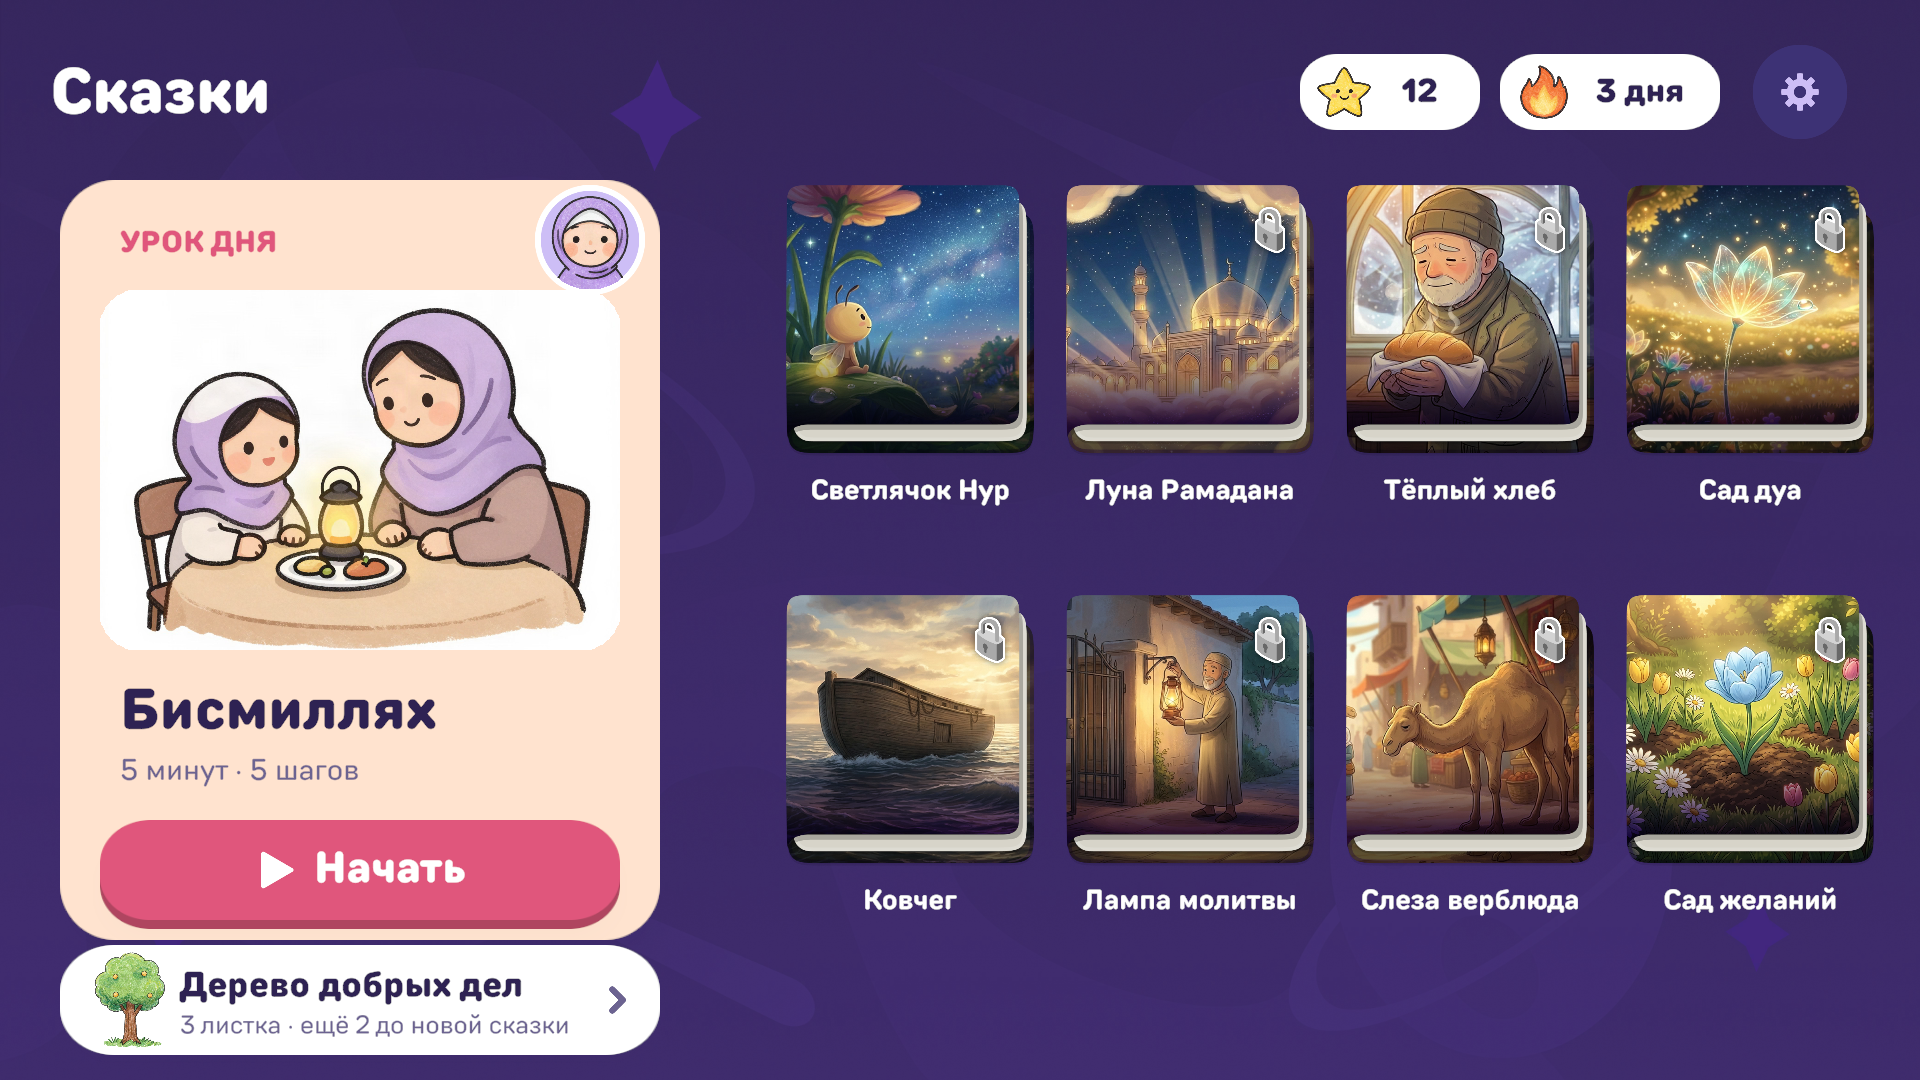 Сказки
12
3 дня
УРОК ДНЯ
Бисмиллях
5 минут · 5 шагов
Начать
Дерево добрых дел
3 листка · ещё 2 до новой сказки
Светлячок Нур
Луна Рамадана
Тёплый хлеб
Сад дуа
Ковчег
Лампа молитвы
Слеза верблюда
Сад желаний